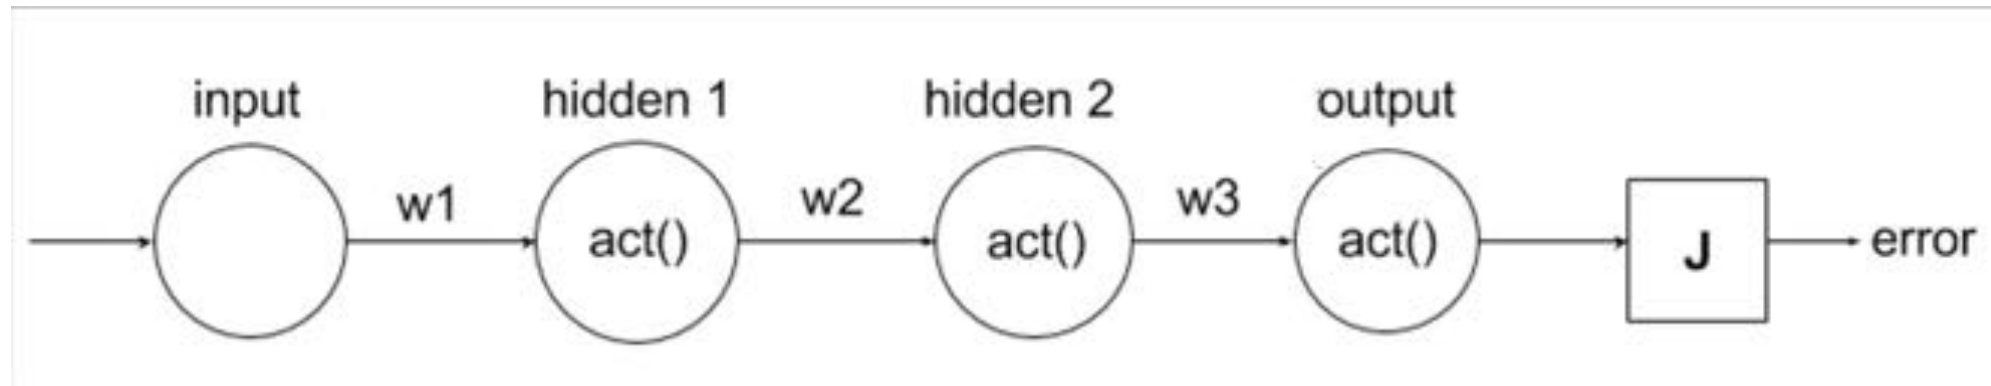 input
hidden 1
hidden 2
output
w1
w2
w3
act()
act()
act()
J
error